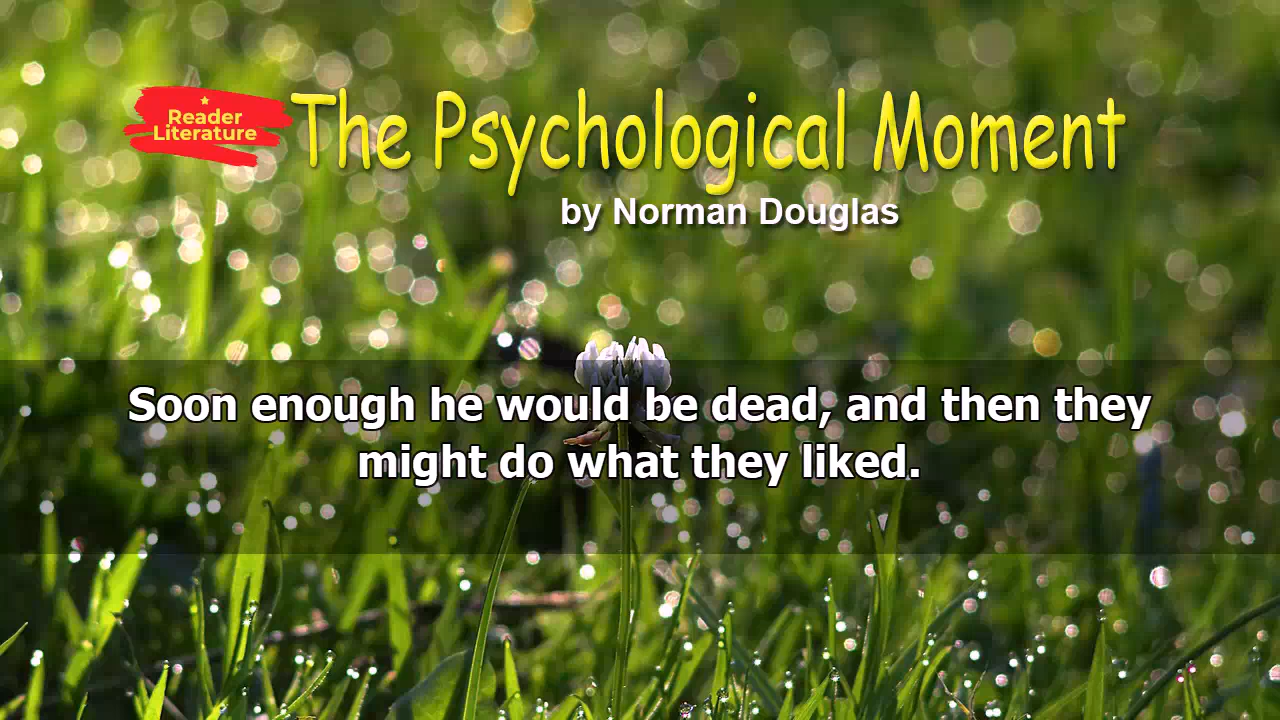 Reader
Literature
The Psychological Moment
by Norman Douglas
Soon enough he would be dead, and then they
might do what they liked.